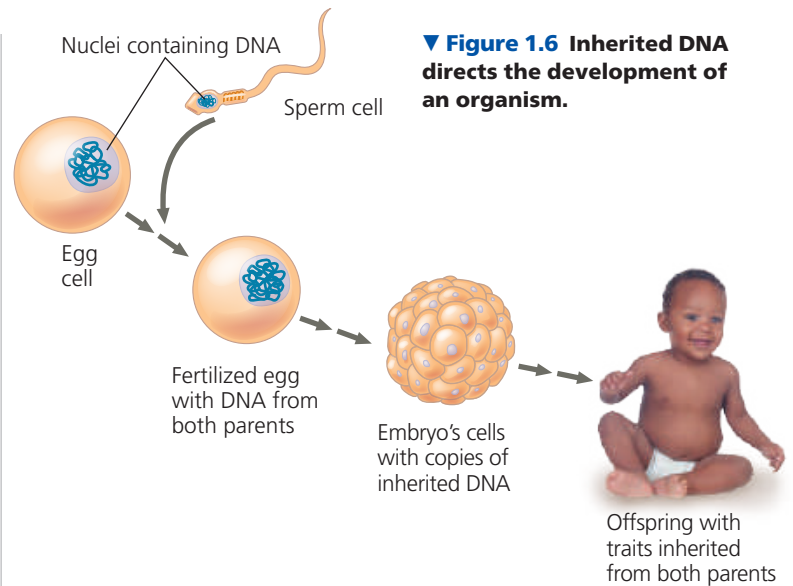 Nuclei containing DNA
Sperm cell
▼ Figure 1.6 Inherited DNA
directs the development of
an organism.
Egg
cell
Fertilized egg
with DNA from
both parents
Embryo's cells
with copies of
inherited DNA
Offspring with
traits inherited
from both parents